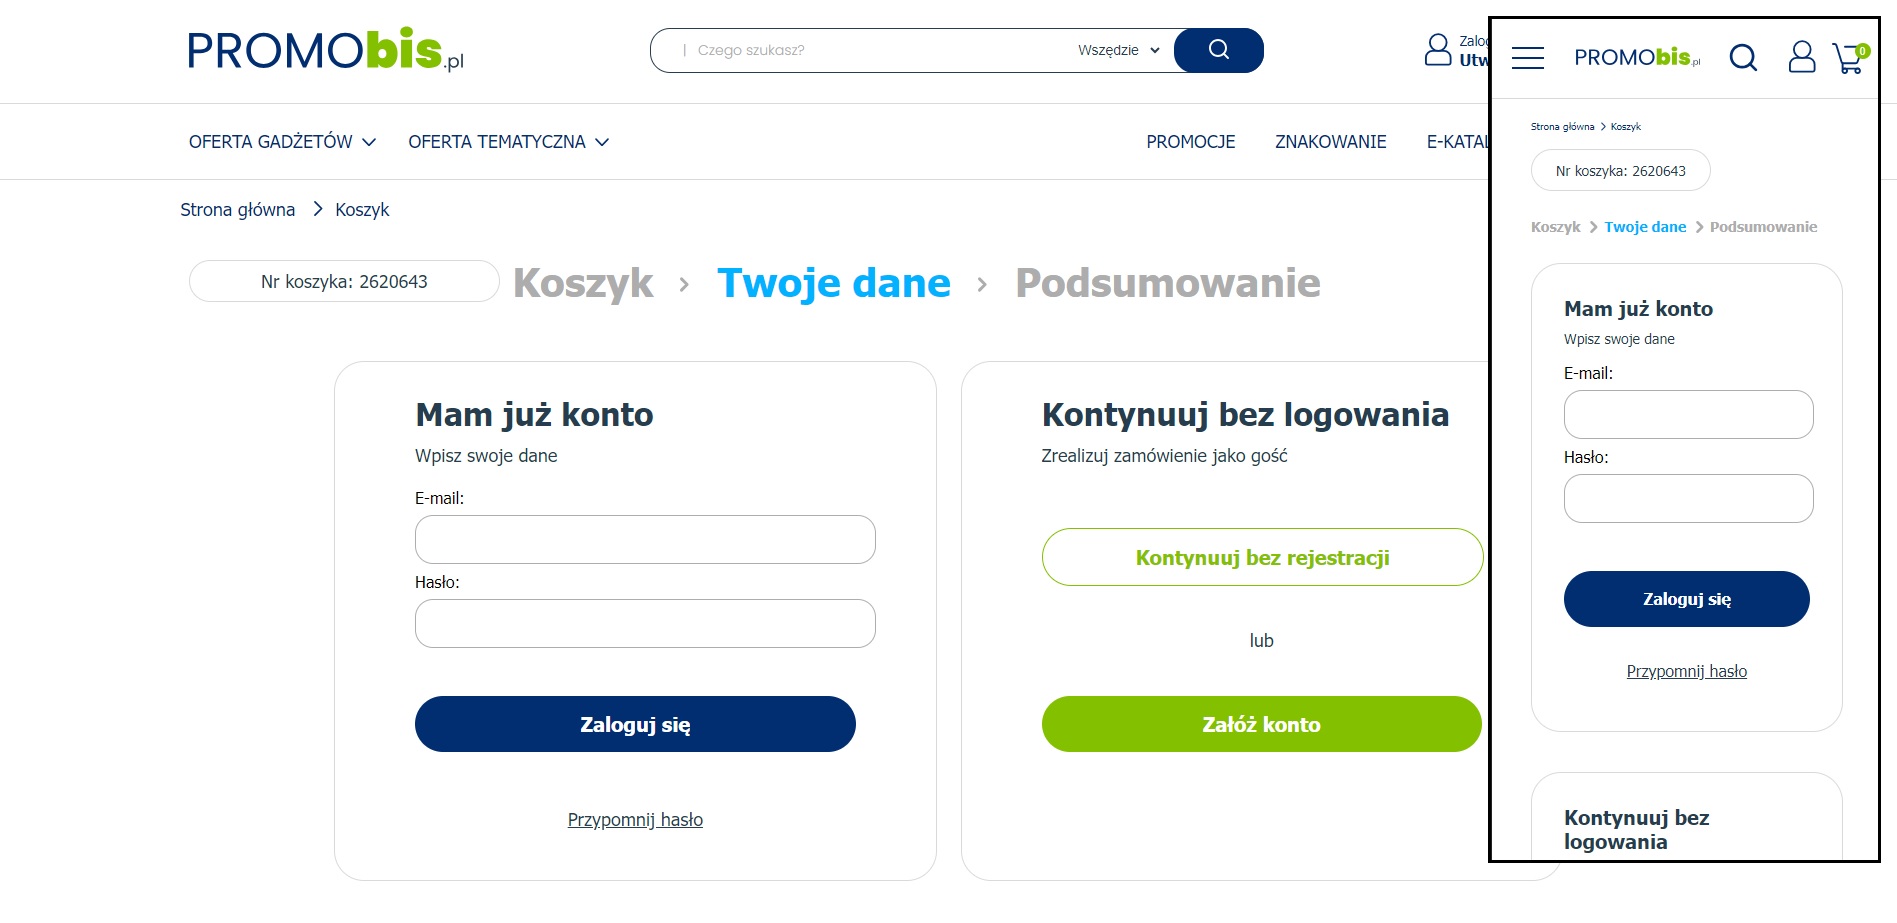 PROMObis.pl
| Czego szukasz?
Wszędzie
Zalog
Utw
OFERTA GADŻETÓW
OFERTA TEMATYCZNA
PROMOCJE
ZNAKOWANIE
E-KATAL
Strona główna > Koszyk
Nr koszyka: 2620643
Koszyk > Twoje dane > Podsumowanie
Mam już konto
Wpisz swoje dane
E-mail:
Hasło:
Zaloguj się
Przypomnij hasło
Kontynuuj bez logowania
Zrealizuj zamówienie jako gość
Kontynuuj bez rejestracji
lub
Załóż konto
PROMObis.pl
0
Strona główna > Koszyk
Nr koszyka: 2620643
Koszyk > Twoje dane > Podsumowanie
Mam już konto
Wpisz swoje dane
E-mail:
Hasło:
Zaloguj się
Przypomnij hasło
Kontynuuj bez
logowania